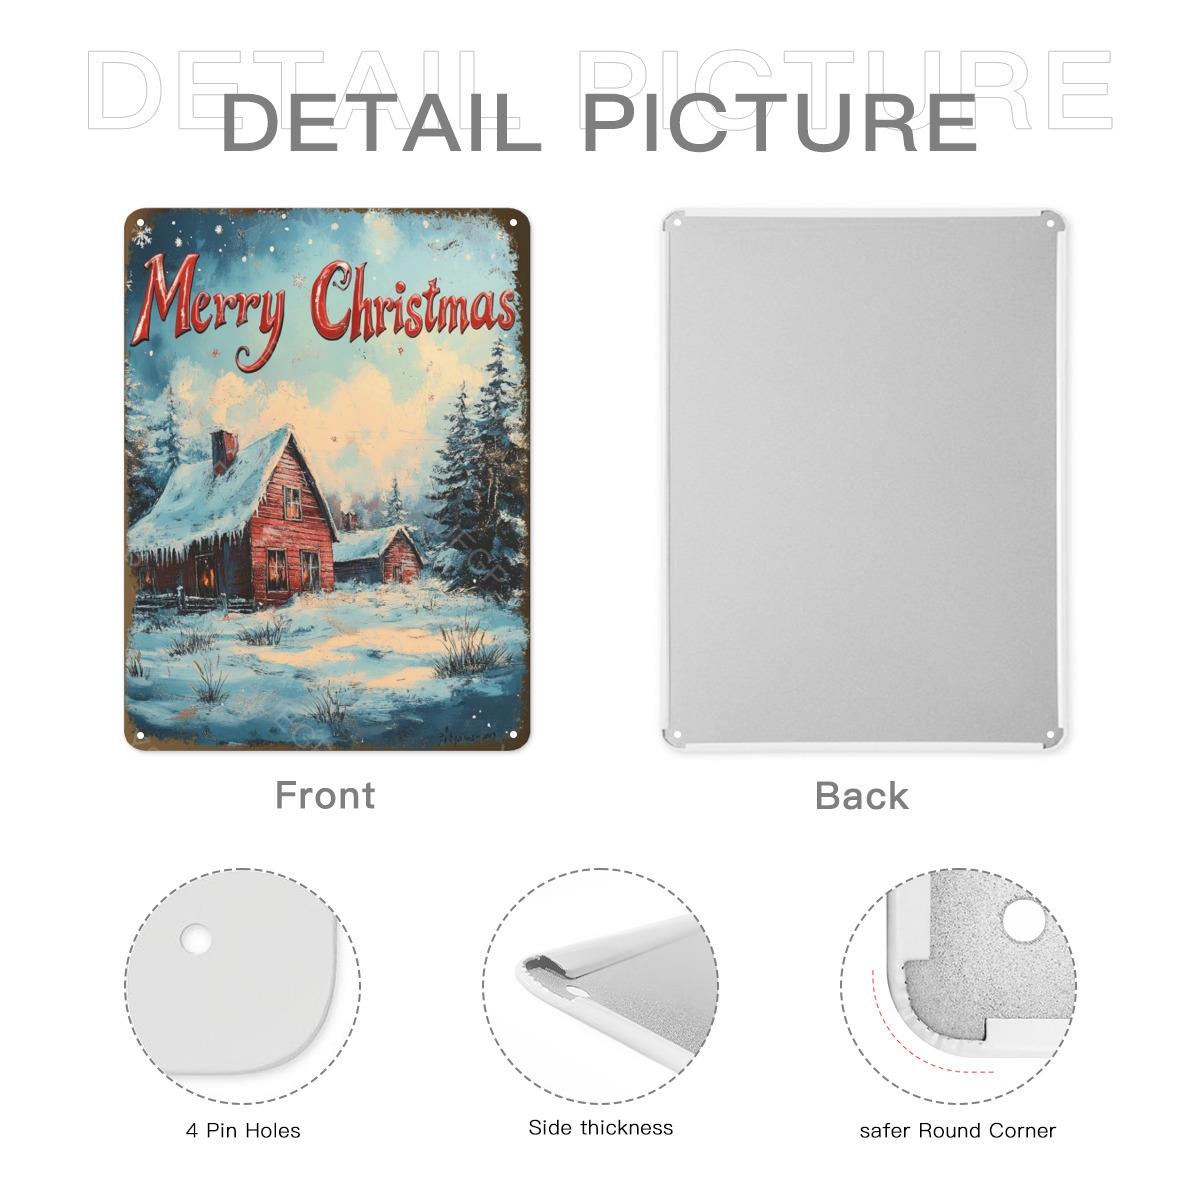 DETAIL PICTURE
DETAIL PICTURE
Merry Christmas
Front
Back
4 Pin Holes
Side thickness
safer Round Corner